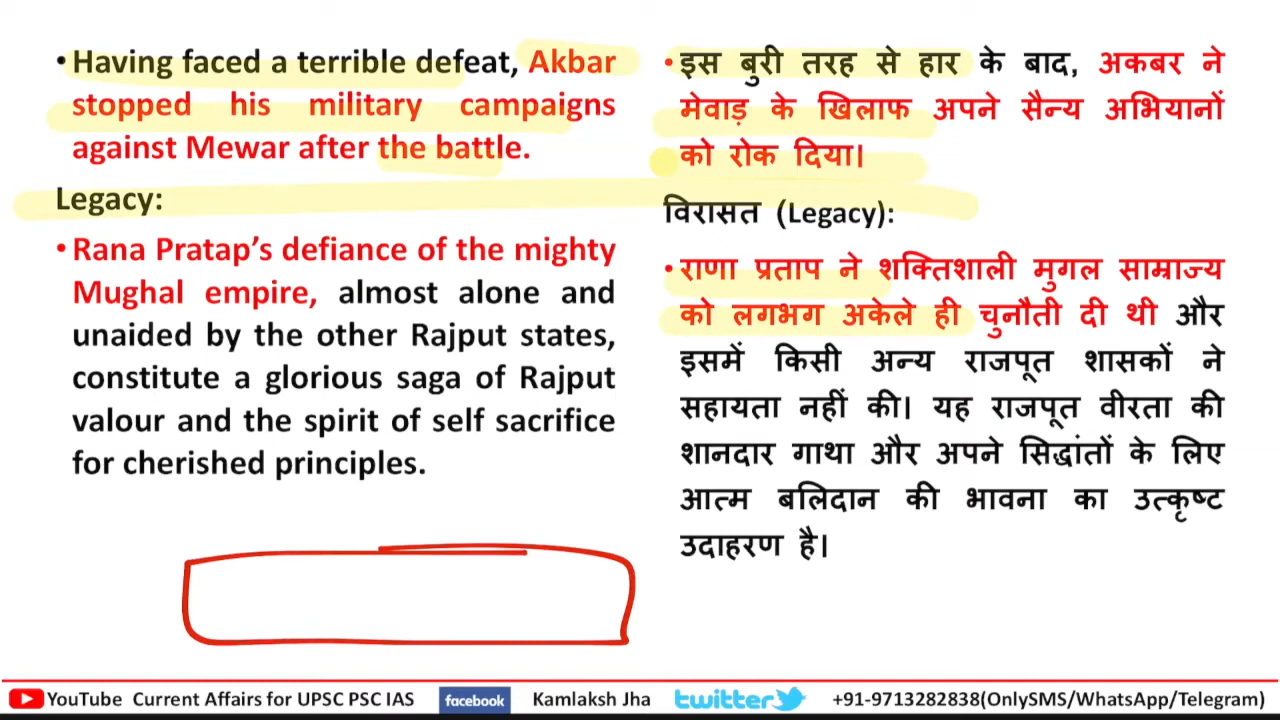 •Having faced a terrible defeat, Akbar
stopped his military campaigns
against Mewar after the battle.
Legacy:
•Rana Pratap’s defiance of the mighty
Mughal empire, almost alone and
unaided by the other Rajput states,
constitute a glorious saga of Rajput
valour and the spirit of self sacrifice
for cherished principles.
•इस बुरी तरह से हार के बाद, अकबर ने
मेवाड़ के खिलाफ अपने सैन्य अभियानों
को रोक दिया।
विरासत (Legacy):
•राणा प्रताप ने शक्तिशाली मुगल साम्राज्य
को लगभग अकेले ही चुनौती दी थी और
इसमें किसी अन्य राजपूत शासकों ने
सहायता नहीं की। यह राजपूत वीरता की
शानदार गाथा और अपने सिद्धांतों के लिए
आत्म बलिदान की भावना का उत्कृष्ट
उदाहरण है।
YouTube Current Affairs for UPSC PSC IAS facebook Kamlaksh Jha twitter +91-9713282838(OnlySMS/WhatsApp/Telegram)